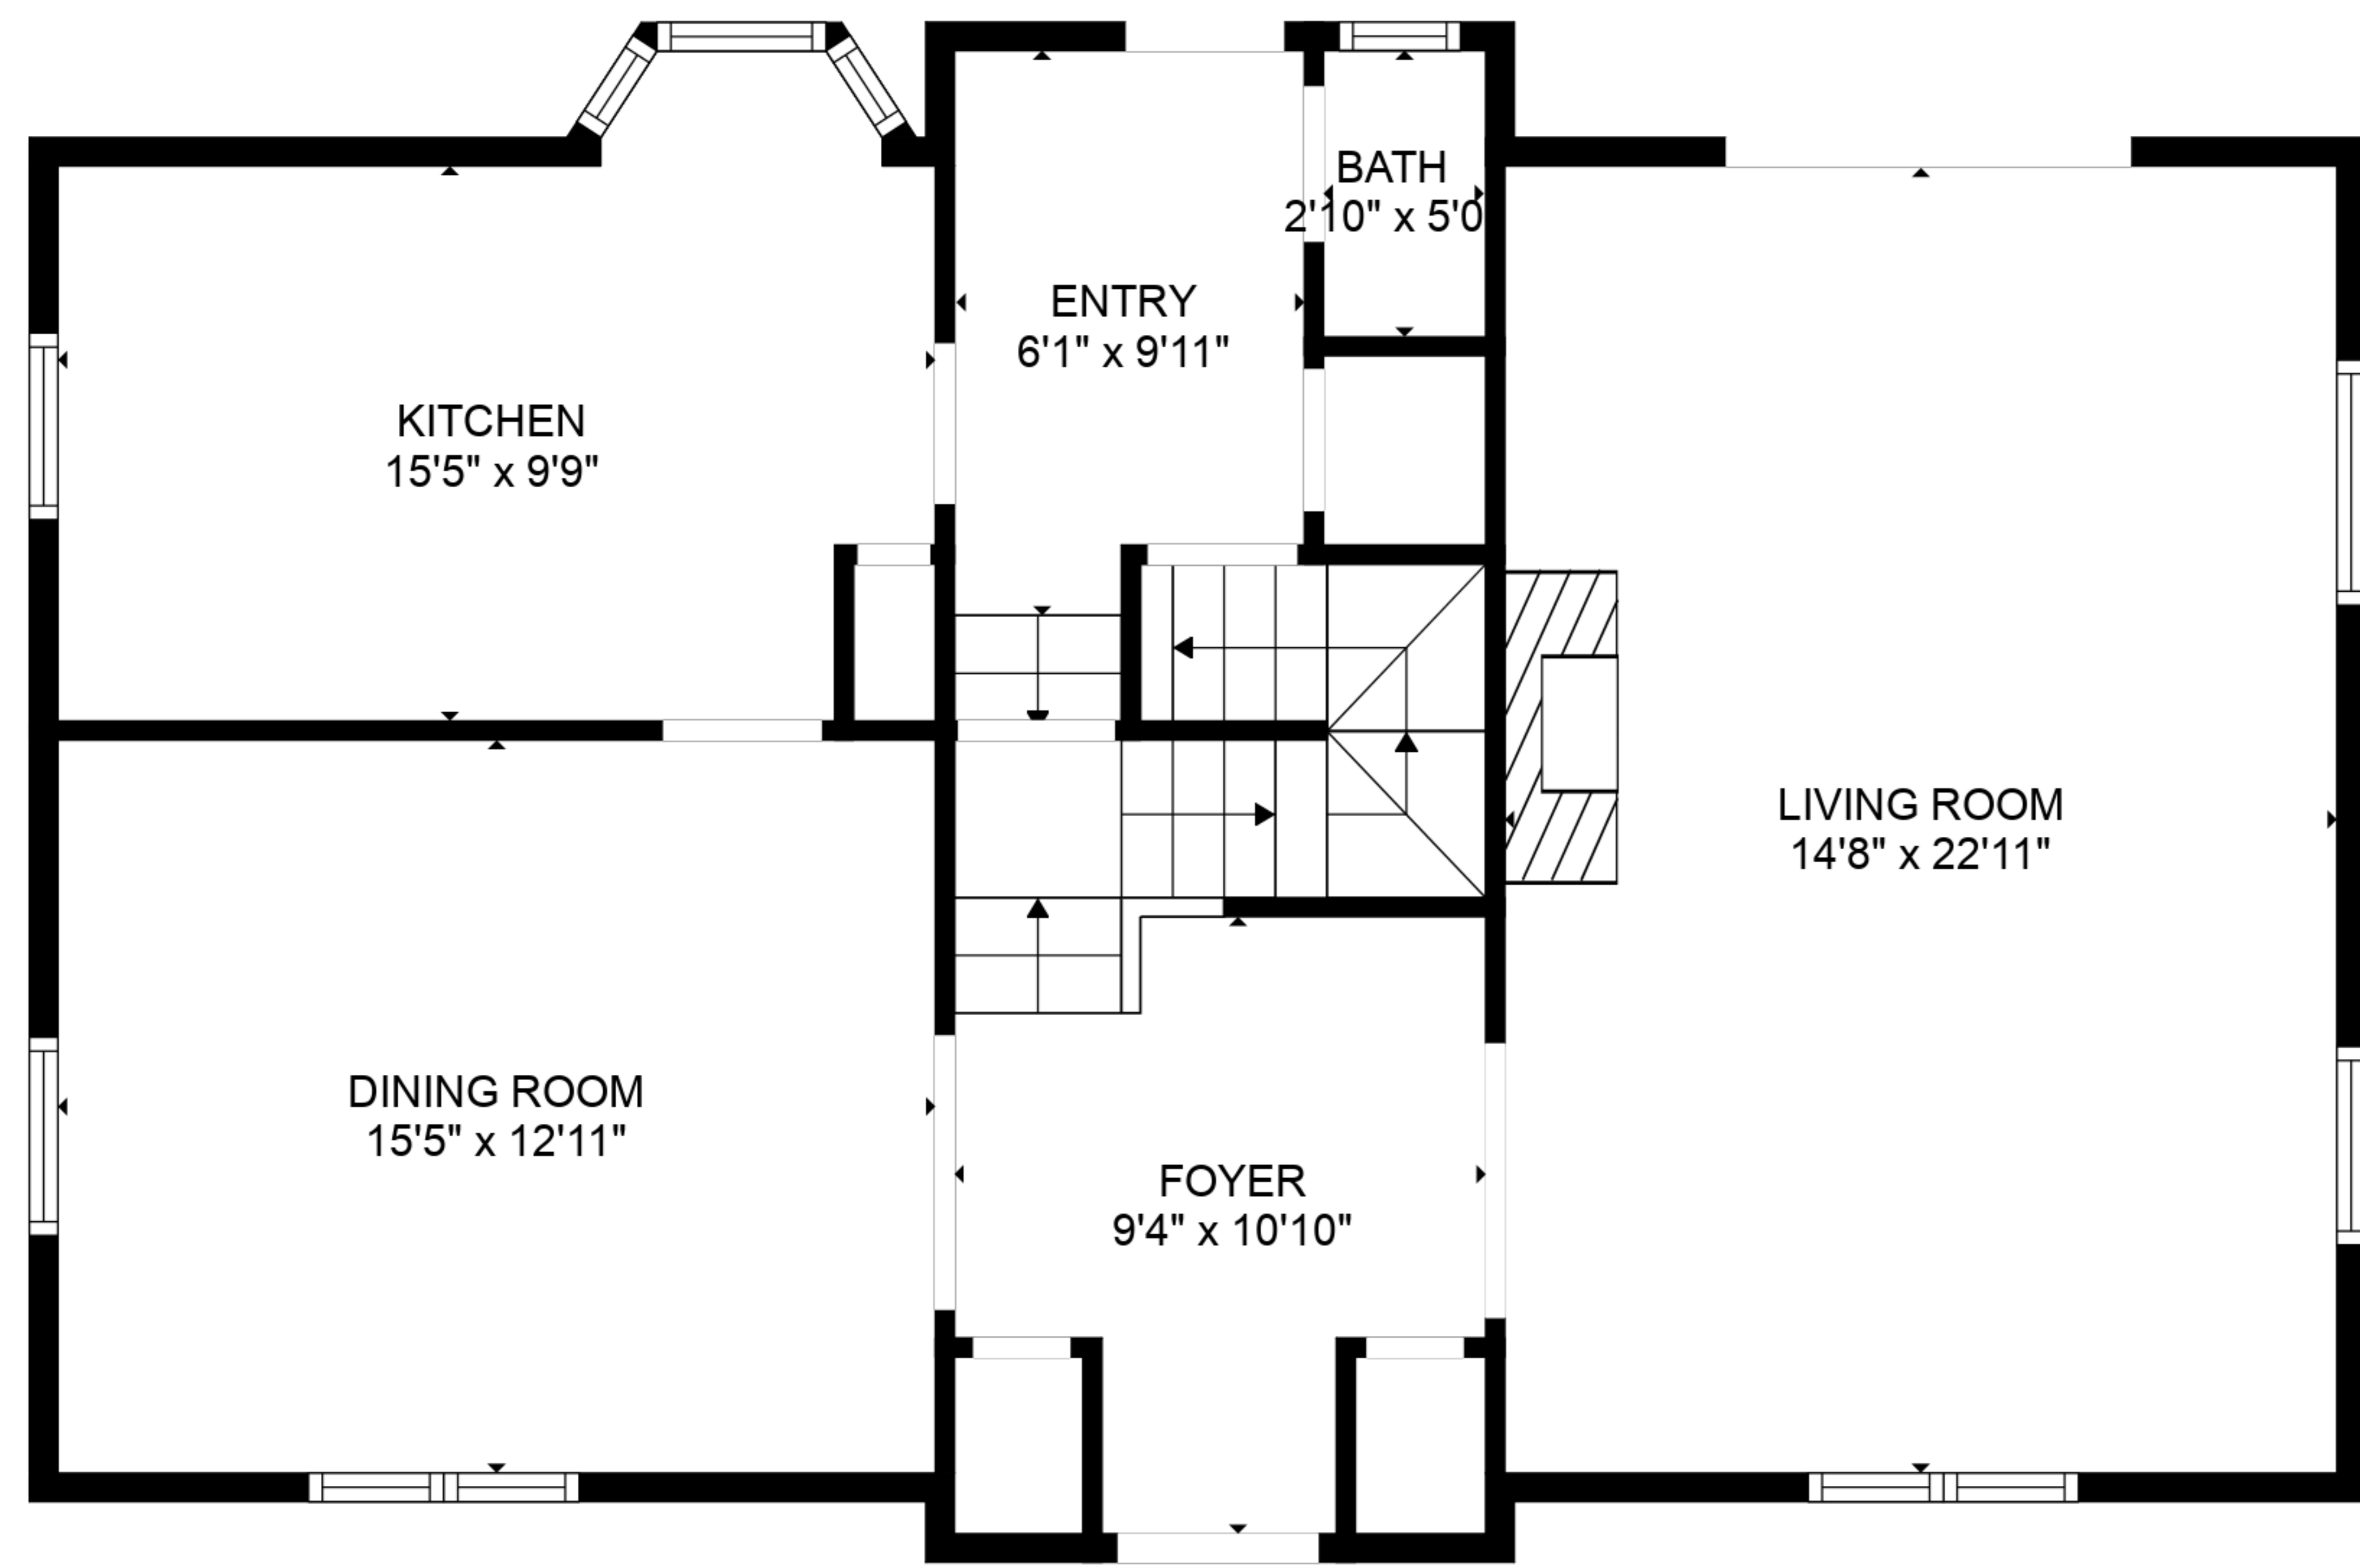 BATH
2'10" x 5'0
ENTRY
6'1" x 9'11"
KITCHEN
15'5" x 9'9"
LIVING ROOM
14'8" x 22'11"
DINING ROOM
15'5" x 12'11"
FOYER
9'4" x 10'10"